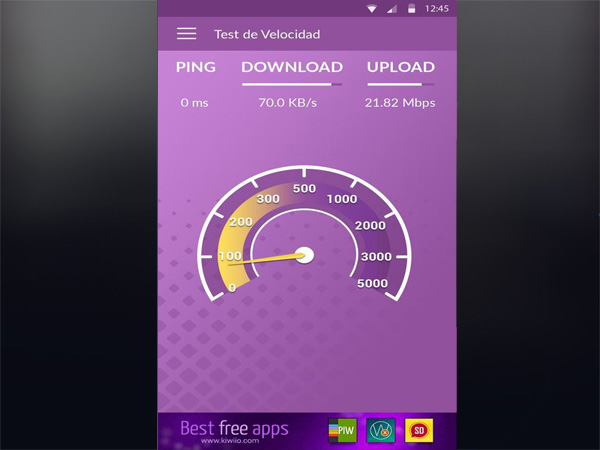 12:45
Test de Velocidad
PING DOWNLOAD UPLOAD
0 ms 70.0 KB/s 21.82 Mbps
500
300 1000
200 2000
100 3000
0 5000
Best free apps
www.kiwiio.com
PIW
SD